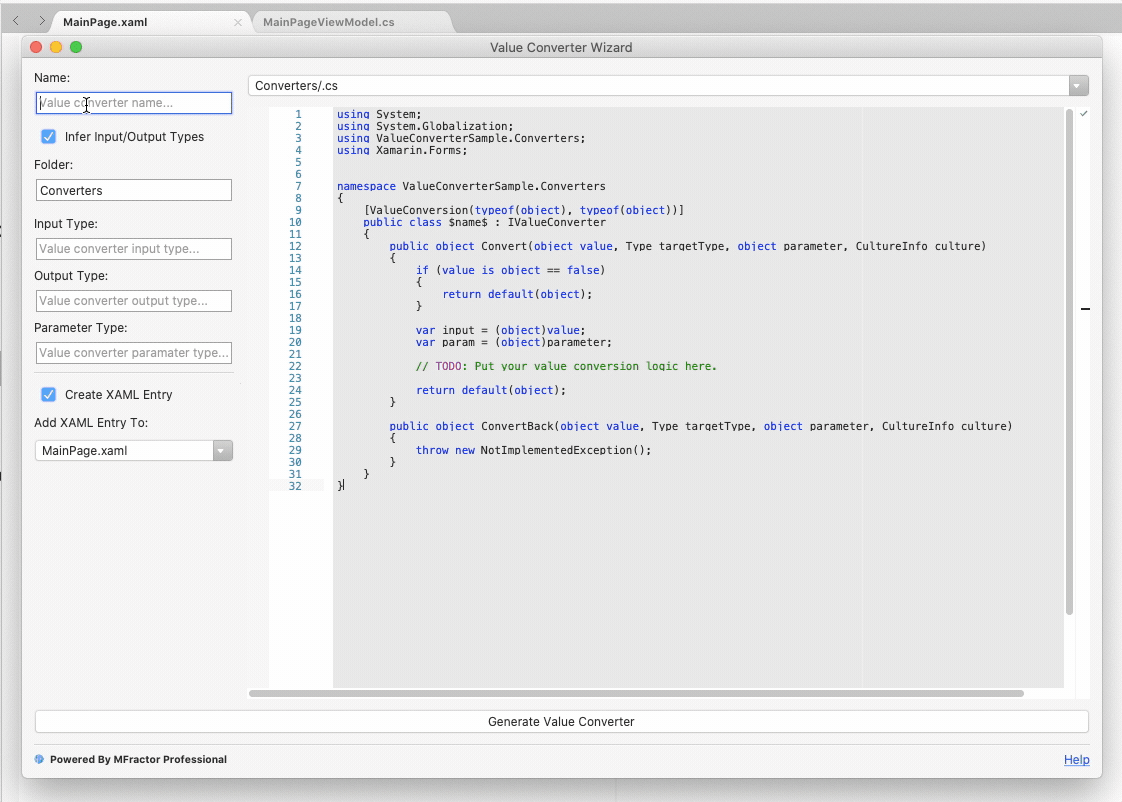 MainPage.xaml
MainPageViewModel.cs
Value Converter Wizard
Name:
Value converter name...
Infer Input/Output Types
Folder:
Converters
Input Type:
Value converter input type...
Output Type:
Value converter output type...
Parameter Type:
Value converter paramater type...
Create XAML Entry
Add XAML Entry To:
MainPage.xaml
Converters/.cs
1 using System;
2 using System.Globalization;
3 using ValueConverterSample.Converters;
4 using Xamarin.Forms;
5
6
7 namespace ValueConverterSample.Converters
8 {
9     [ValueConversion(typeof(object), typeof(object))]
10     public class $name$ : IValueConverter
11     {
12         public object Convert(object value, Type targetType, object parameter, CultureInfo culture)
13         {
14             if (value is object == false)
15             {
16                 return default(object);
17             }
18
19             var input = (object)value;
20             var param = (object)parameter;
21
22             // TODO: Put your value conversion logic here.
23
24             return default(object);
25         }
26
27         public object ConvertBack(object value, Type targetType, object parameter, CultureInfo culture)
28         {
29             throw new NotImplementedException();
30         }
31     }
32 }
Generate Value Converter
Powered By MFractor Professional
Help